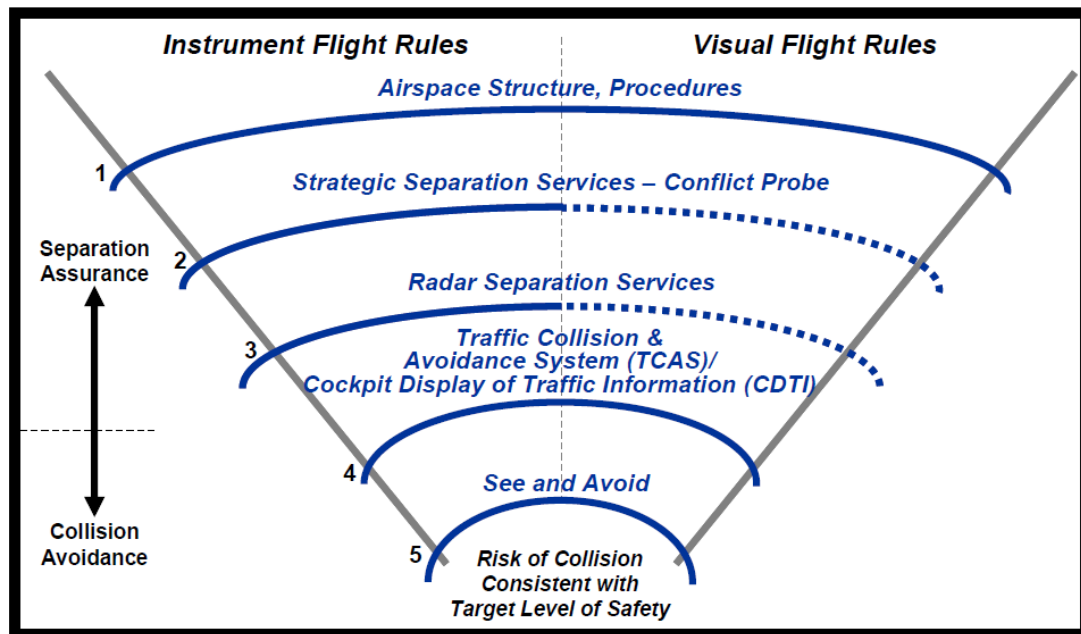 Instrument Flight Rules
Visual Flight Rules
Airspace Structure, Procedures
1
Strategic Separation Services – Conflict Probe
2
Separation
Assurance
Radar Separation Services
3
Traffic Collision &
Avoidance System (TCAS)/
Cockpit Display of Traffic Information (CDTI)
4
See and Avoid
Collision
Avoidance
5
Risk of Collision
Consistent with
Target Level of Safety